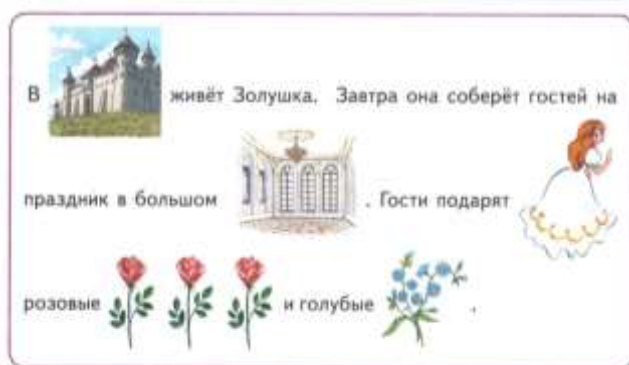 В живёт Золушка. Завтра она соберёт гостей на
праздник в большом . Гости подарят
розовые и голубые .